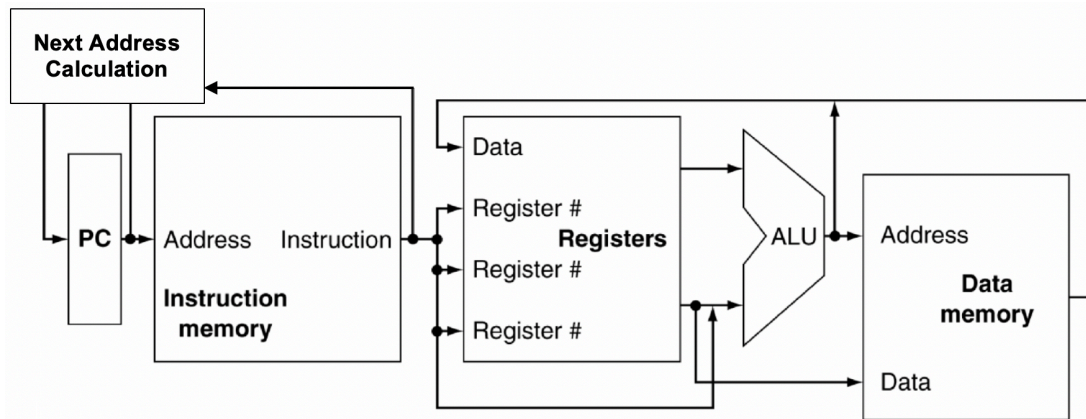 Next Address
Calculation
PC
Address
Instruction
Instruction
memory
Data
Register #
Register #
Register #
Registers
ALU
Address
Data
memory
Data